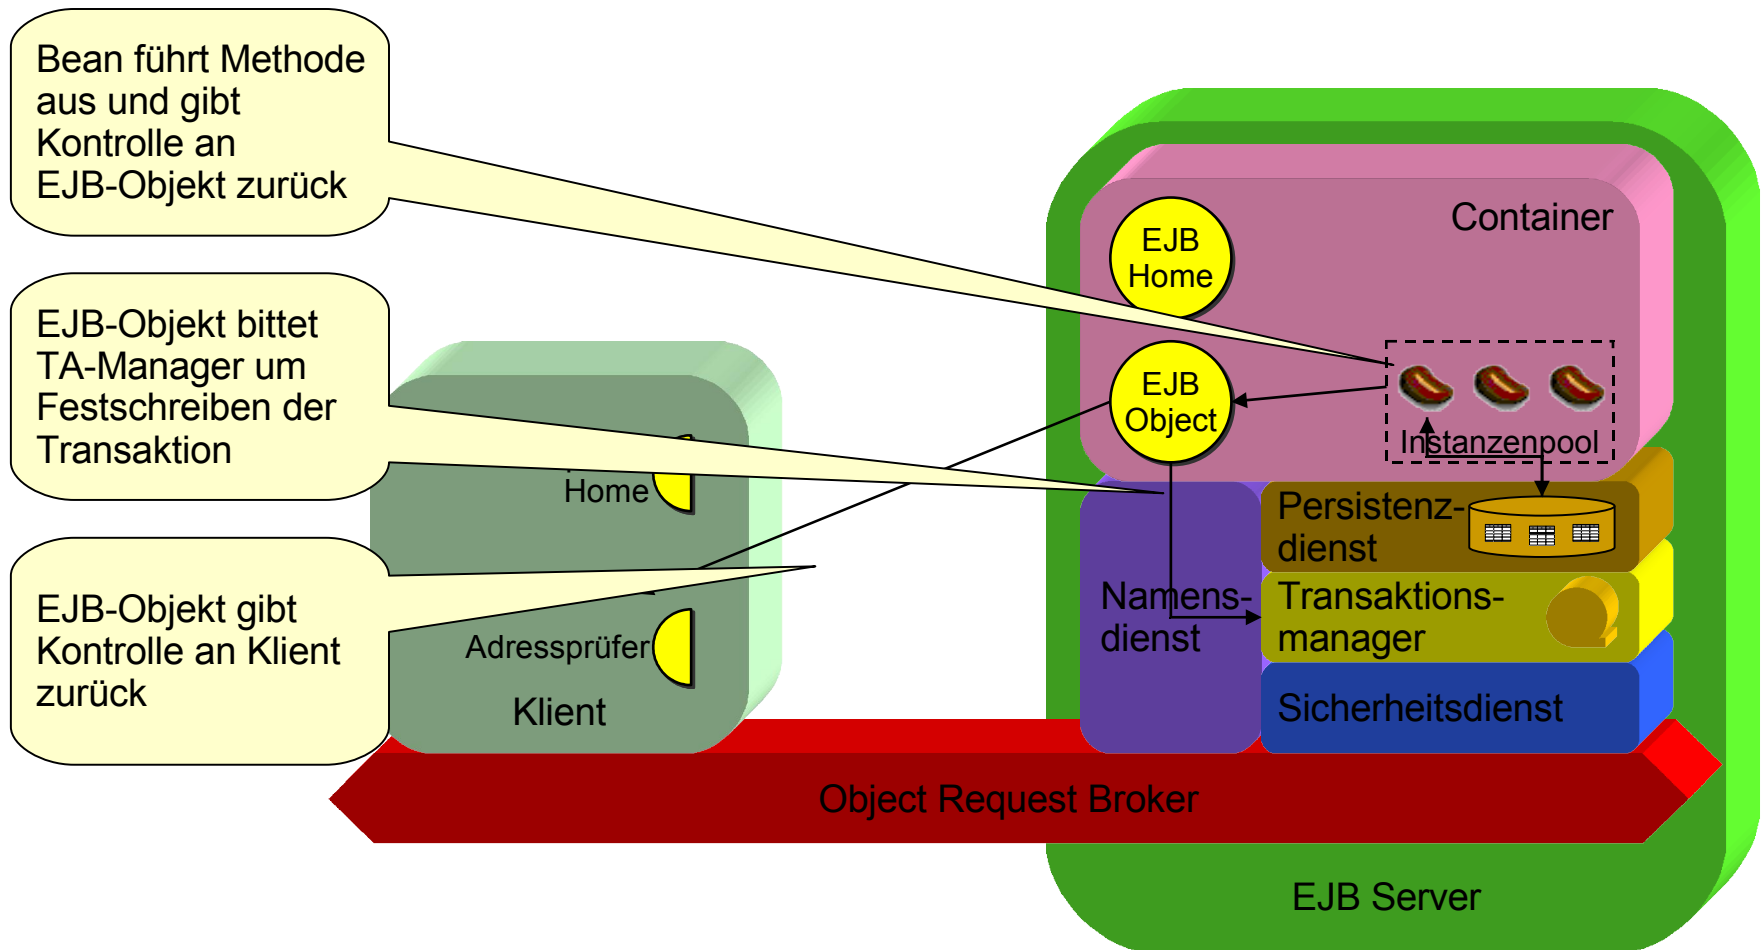 Bean führt Methode
aus und gibt
Kontrolle an
EJB-Objekt zurück
EJB-Objekt bittet
TA-Manager um
Festschreiben der
Transaktion
EJB-Objekt gibt
Kontrolle an Klient
zurück
Home
Adressprüfer
Klient
Container
EJB
Home
EJB
Object
Instanzenpool
Persistenz-
dienst
Namens-
dienst
Transaktions-
manager
Sicherheitsdienst
Object Request Broker
EJB Server